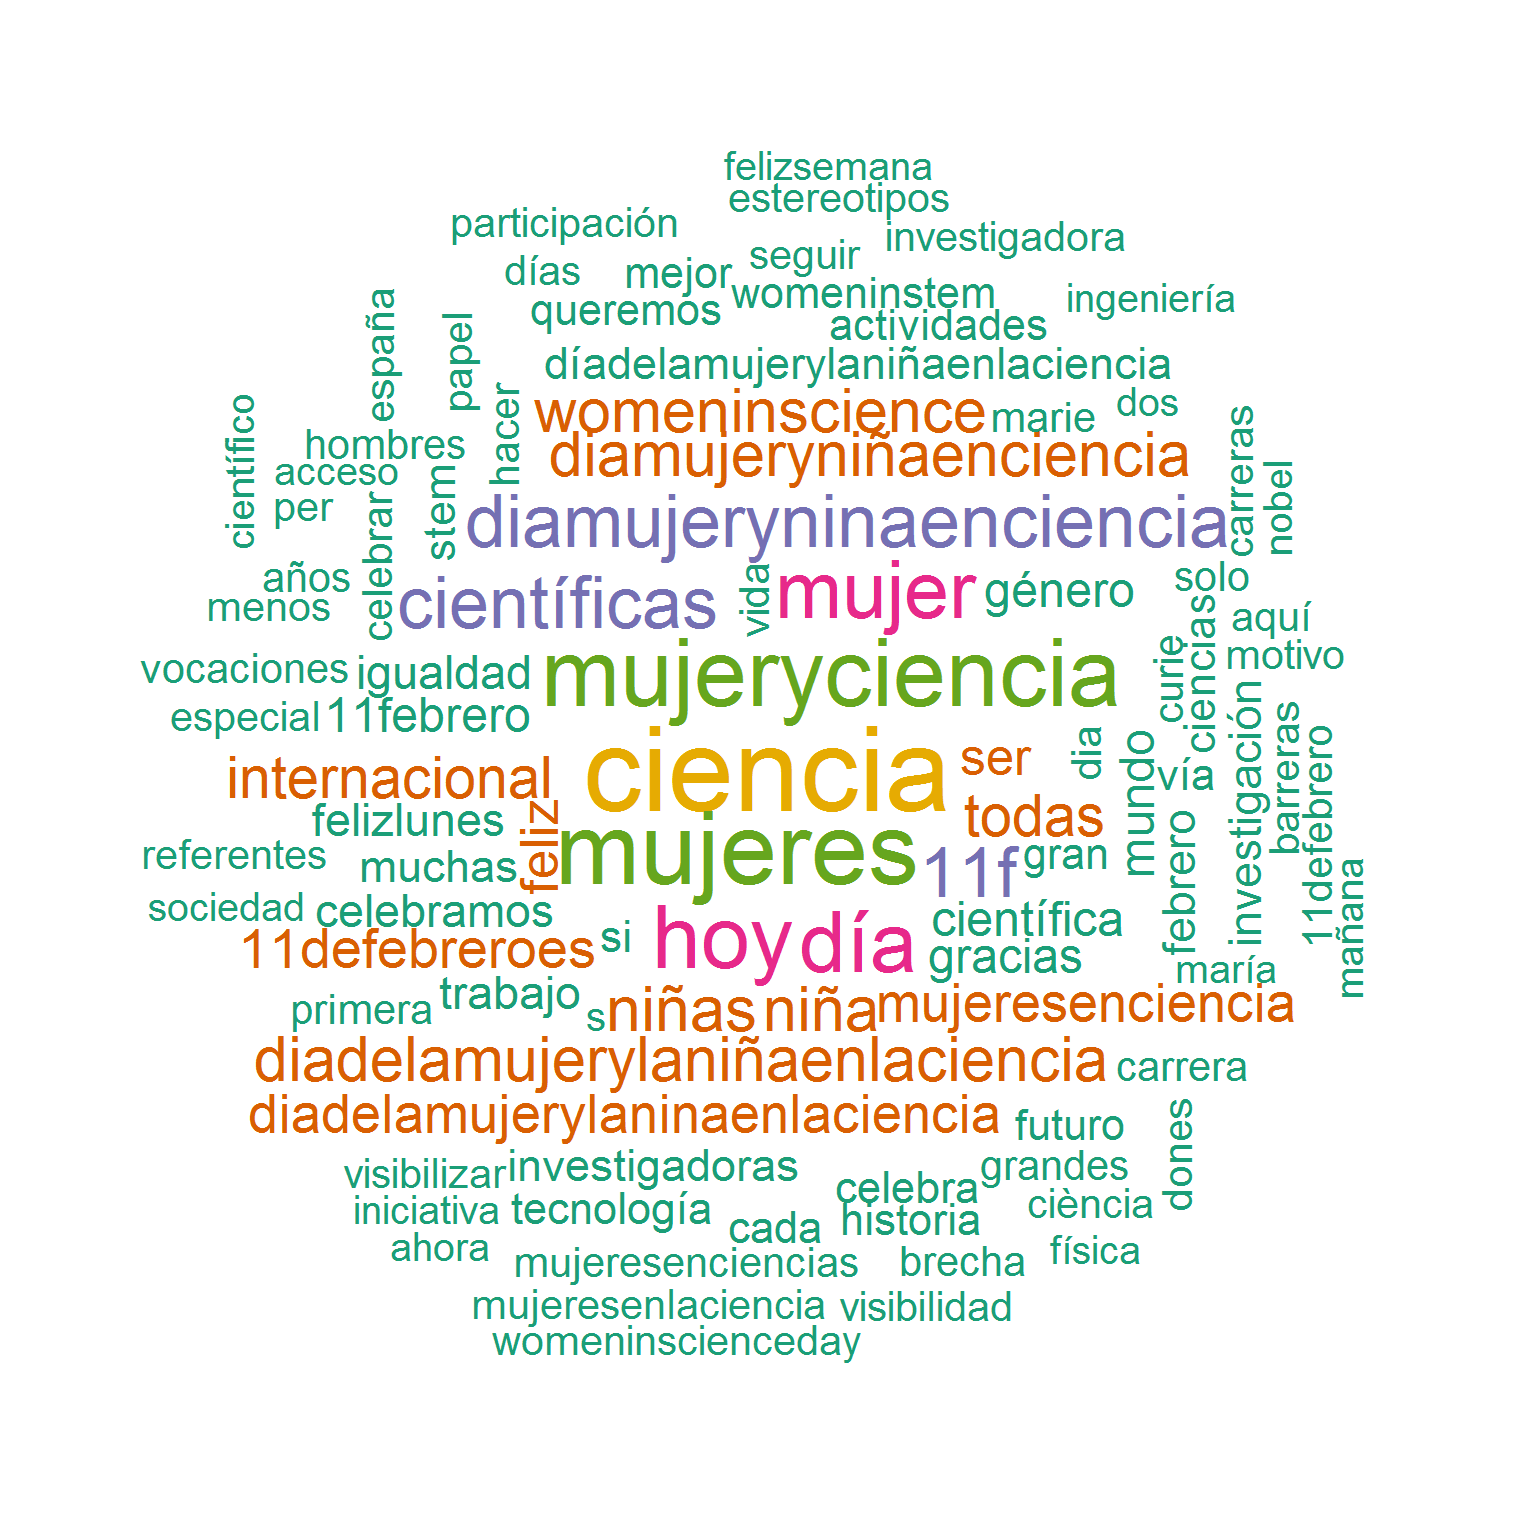 felizsemana
estereotipos
participación
investigadora
seguir
días
mejor
womeninstem
ingeniería
españa
queremos
papel
actividades
díadelamujerylaniñaenlaciencia
hacer
womeninscience
marie
dos
científico
hombres
diamujeryniñaenciencia
carreras
acceso
stem
nobel
per
celebrar
diamujeryninaenciencia
años
científicas
vida
mujer
género
solo
menos
ciencias
aquí
vocaciones
igualdad
mujeryciencia
curie
motivo
especial
11febrero
investigación
barreras
internacional
ciencia
ser
dia
mundo
vía
11defebrero
felizlunes
feliz
todas
referentes
muchas
mujeres
11f
gran
febrero
mañana
sociedad
celebramos
si
hoy
día
científica
11defebreroes
gracias
maría
primera
trabajo
s
niñas
niña
mujeresenciencia
diadelamujerylaniñaenlaciencia
carrera
diadelamujerylaninaenlaciencia
futuro
dones
visibilizar
investigadoras
grandes
celebra
iniciativa
tecnología
ciència
cada
historia
ahora
mujeresenciencias
brecha
física
mujeresenlaciencia
visibilidad
womeninscienceday